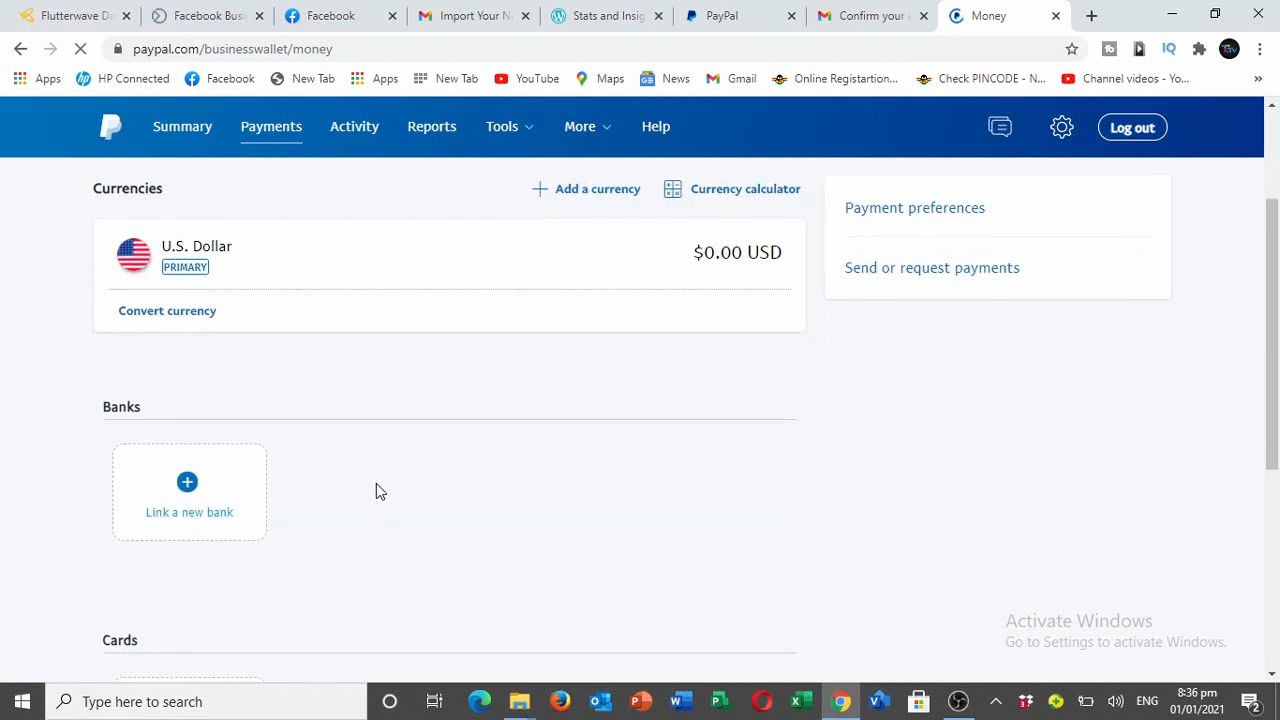 Flutterwave Da
Facebook Busi
Facebook
Import Your N
Stats and Insig
PayPal
Confirm your e
Money
paypal.com/businesswallet/money
Apps
HP Connected
Facebook
New Tab
Apps
New Tab
YouTube
Maps
News
Gmail
Online Registartion...
Check PINCODE - N...
Channel videos - Yo...
Summary
Payments
Activity
Reports
Tools
More
Help
Log out
Currencies
Add a currency
Currency calculator
Payment preferences
U.S. Dollar
$0.00 USD
PRIMARY
Send or request payments
Convert currency
Banks
Link a new bank
Cards
Activate Windows
Go to Settings to activate Windows.
Type here to search
ENG
8:36 pm
01/01/2021